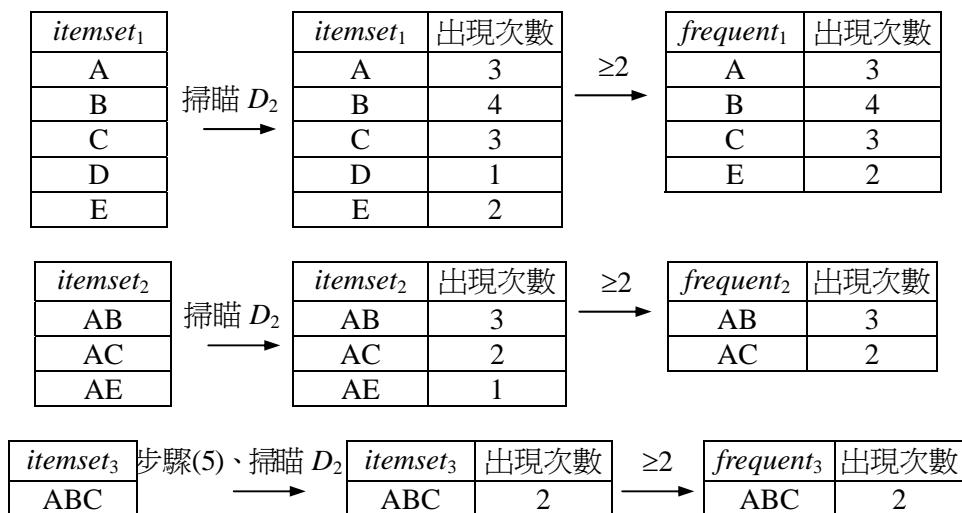 itemset₁ itemset₁ 出現次數 frequent₁ 出現次數
A A 3 A 3
B 掃瞄 D₂ B 4 ≥2 B 4
C C 3 C 3
D D 1 E 2
E E 2
itemset₂ itemset₂ 出現次數 ≥2 frequent₂ 出現次數
AB 掃瞄 D₂ AB 3 AB 3
AC AC 2 AC 2
AE AE 1
itemset₃ 步驟(5)、掃瞄 D₂ itemset₃ 出現次數 ≥2 frequent₃ 出現次數
ABC ABC 2 ABC 2